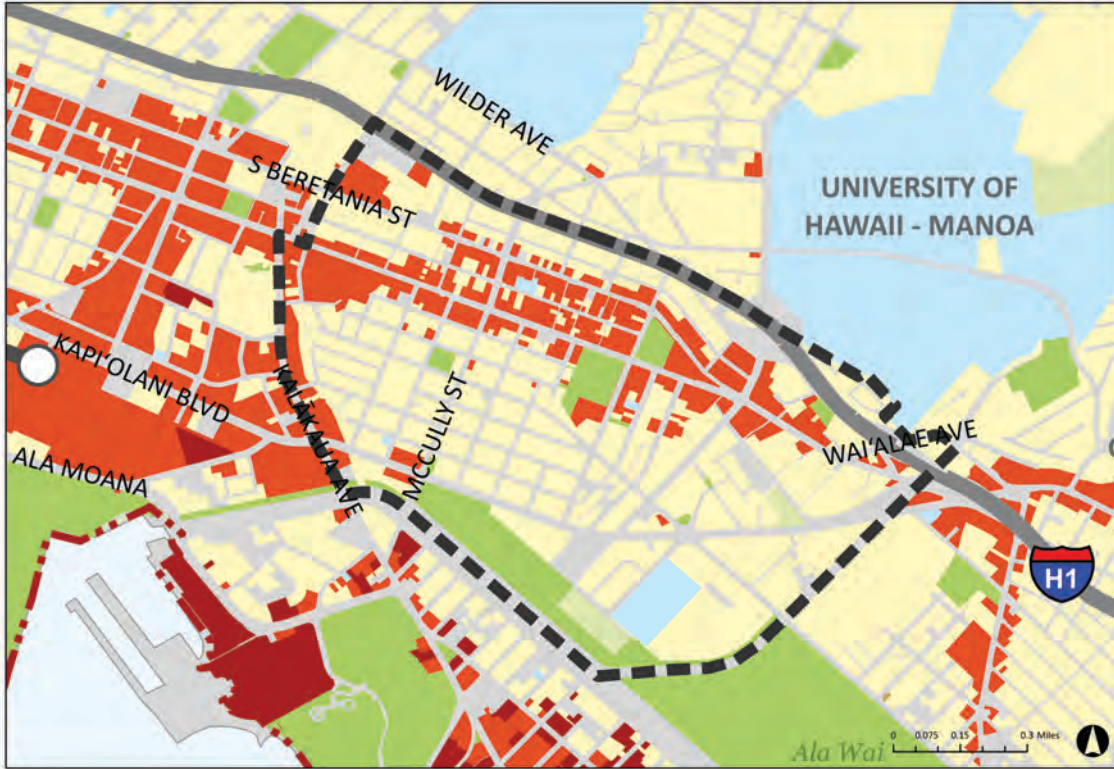 WILDER AVE
S BERETANIA ST
UNIVERSITY OF
HAWAII - MANOA
KAPI‘OLANI BLVD
KALĀKAUA AVE
MCCULLY ST
WAI‘ALAE AVE
ALA MOANA
H1
0 0.075 0.15 0.3 Miles
Ala Wai